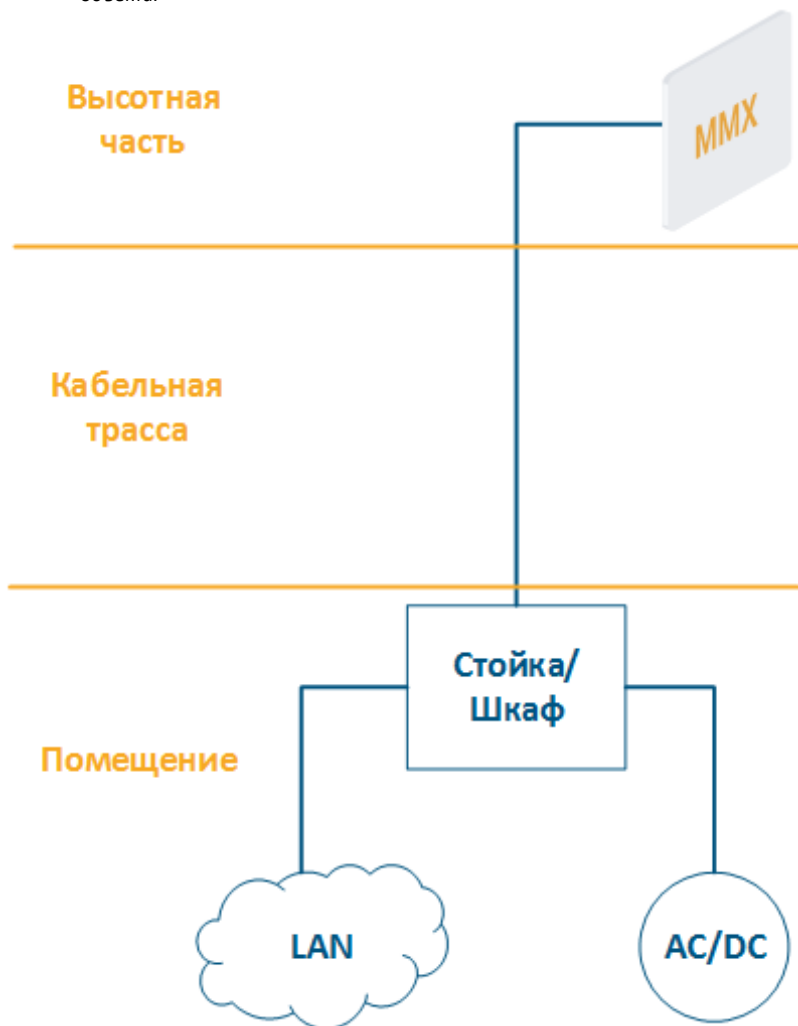 Высотная
часть
MMX
Кабельная
трасса
Стойка/
Шкаф
Помещение
LAN
AC/DC